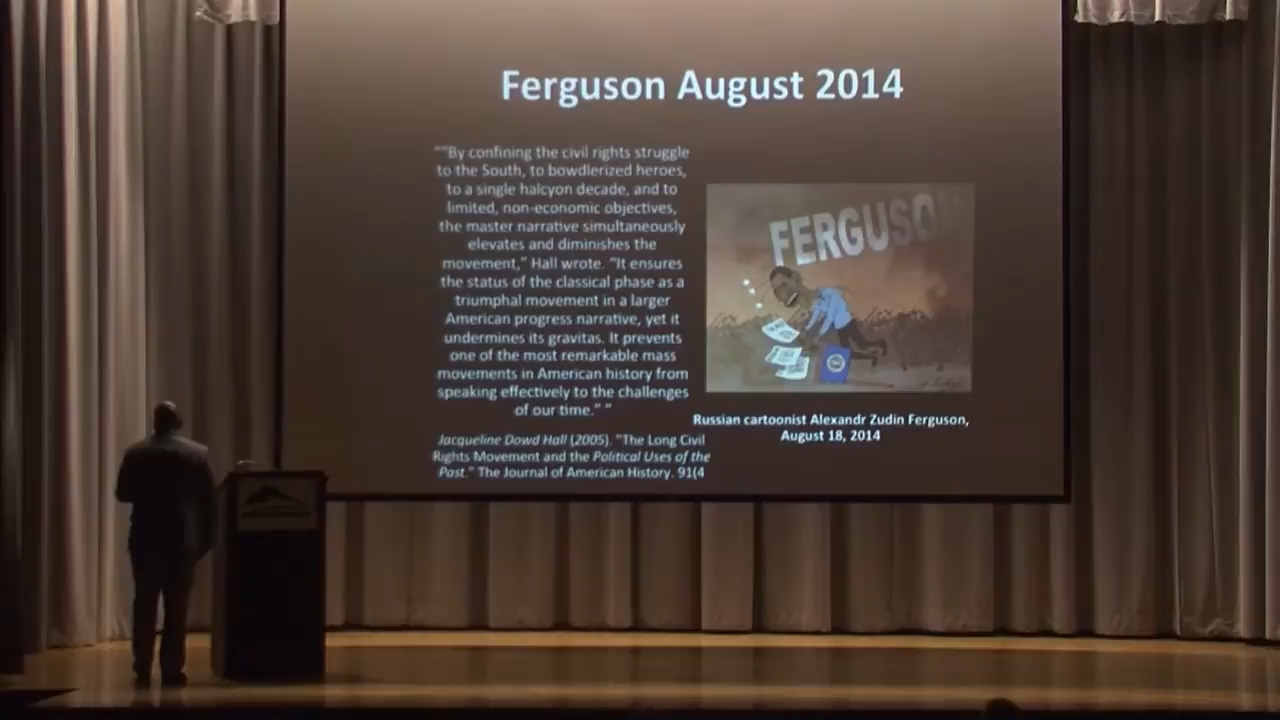 Ferguson August 2014
""By confining the civil rights struggle
to the South, to bowdlerized heroes,
to a single halcyon decade, and to
limited, non-economic objectives,
the master narrative simultaneously
elevates and diminishes the
movement," Hall wrote. "It ensures
the status of the classical phase as a
triumphal movement in a larger
American progress narrative, yet it
undermines its gravitas. It prevents
one of the most remarkable mass
movements in American history from
speaking effectively to the challenges
of our time." "
Jacqueline Dowd Hall (2005). "The Long Civil
Rights Movement and the Political Uses of the
Past." The Journal of American History. 91(4
FERGUSON
Russian cartoonist Alexandr Zudin Ferguson,
August 18, 2014